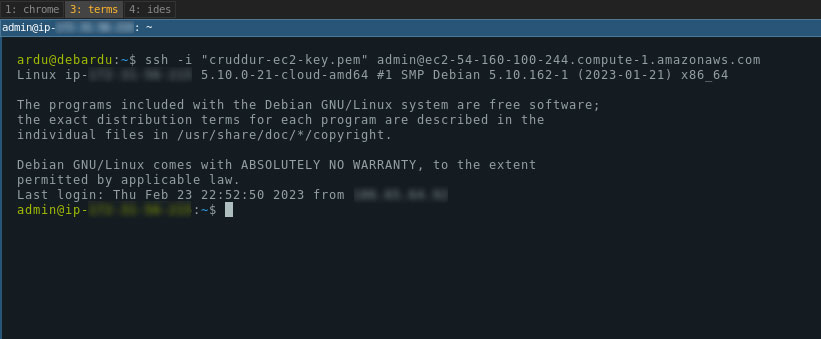 1: chrome 3: terms 4: ides
admin@ip- : ~
ardu@debardu:~$ ssh -i "cruddur-ec2-key.pem" admin@ec2-54-160-100-244.compute-1.amazonaws.com
Linux ip- 5.10.0-21-cloud-amd64 #1 SMP Debian 5.10.162-1 (2023-01-21) x86_64
The programs included with the Debian GNU/Linux system are free software;
the exact distribution terms for each program are described in the
individual files in /usr/share/doc/*/copyright.
Debian GNU/Linux comes with ABSOLUTELY NO WARRANTY, to the extent
permitted by applicable law.
Last login: Thu Feb 23 22:52:50 2023 from
admin@ip- :~$